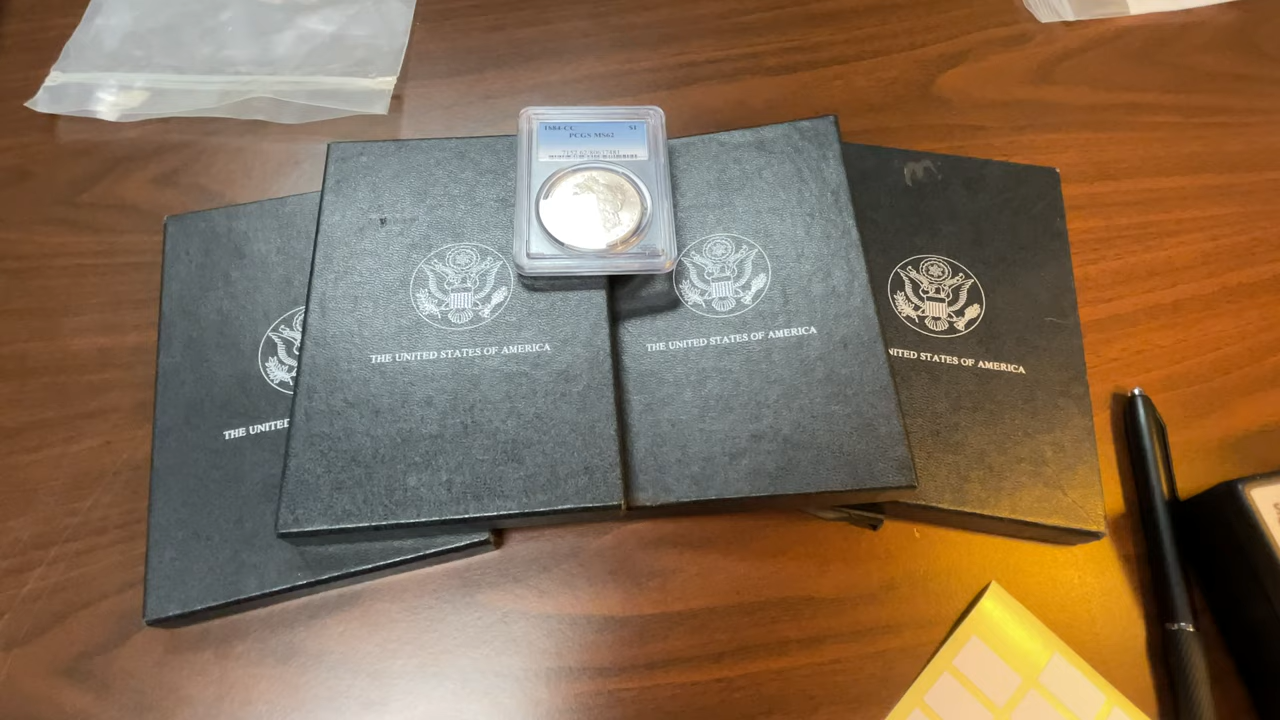 1884-CC $1
PCGS MS62
THE UNITED
THE UNITED STATES OF AMERICA
THE UNITED STATES OF AMERICA
NITED STATES OF AMERICA